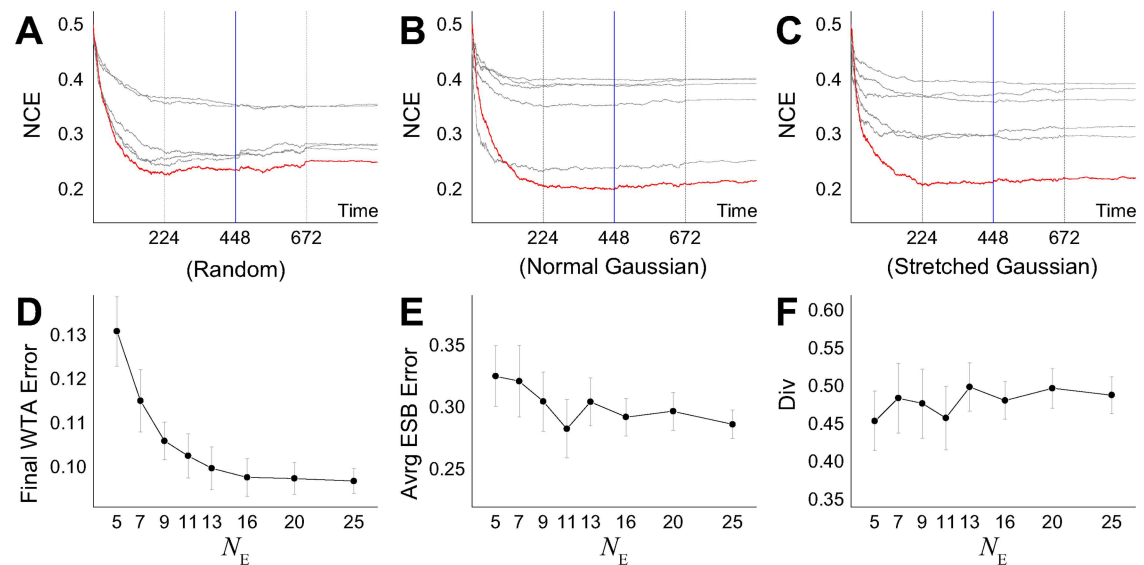 A
NCE
0.5
0.4
0.3
0.2
Time
224 448 672
(Random)
B
NCE
0.5
0.4
0.3
0.2
Time
224 448 672
(Normal Gaussian)
C
NCE
0.5
0.4
0.3
0.2
Time
224 448 672
(Stretched Gaussian)
D
Final WTA Error
0.13
0.12
0.11
0.10
5 7 9 11 13 16 20 25
N_E
E
Avrg ESB Error
0.35
0.30
0.25
5 7 9 11 13 16 20 25
N_E
F
Div
0.60
0.55
0.50
0.45
0.40
0.35
5 7 9 11 13 16 20 25
N_E